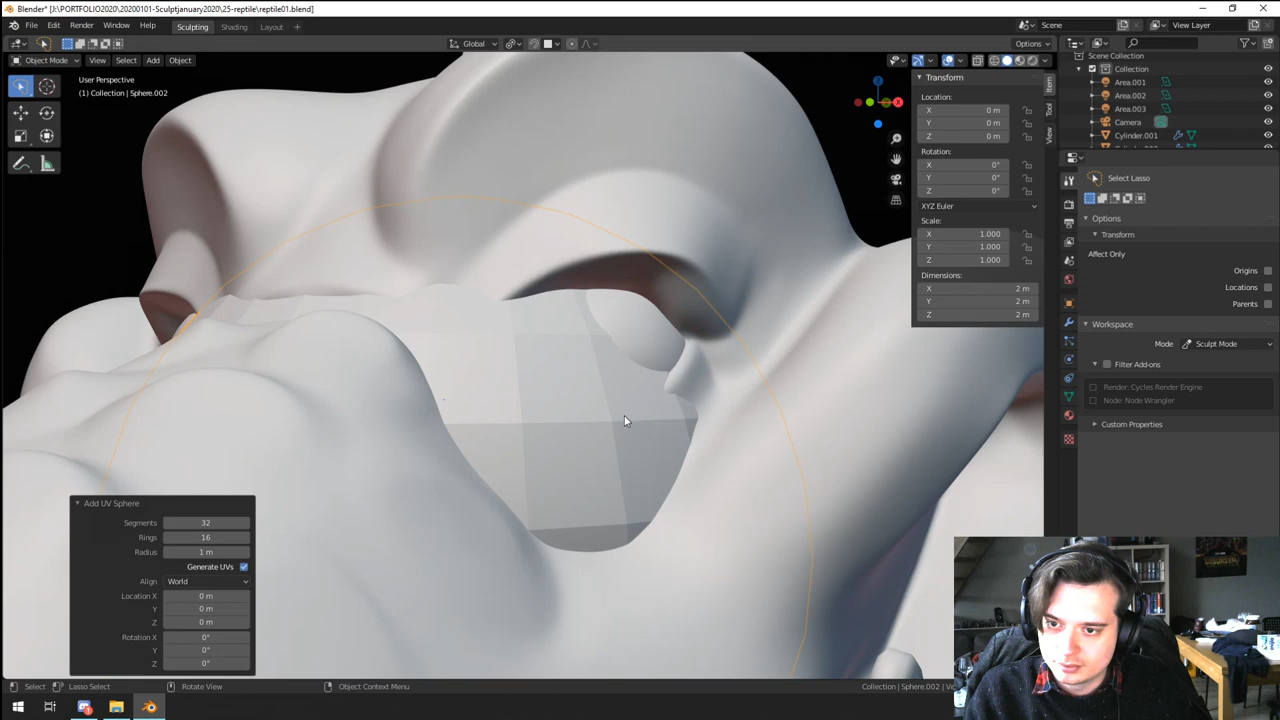 Blender* [J:\PORTFOLIO2020\20200101-Sculptjanuary2020\25-reptile\reptile01.blend]
File Edit Render Window Help Sculpting Shading Layout Scene View Layer
Global Options
Object Mode View Select Add Object
User Perspective
(1) Collection | Sphere.002
Transform
Location:
X 0 m
Y 0 m
Z 0 m
Rotation:
X 0°
Y 0°
Z 0°
XYZ Euler
Scale:
X 1.000
Y 1.000
Z 1.000
Dimensions:
X 2 m
Y 2 m
Z 2 m
Item
Tool
View
Scene Collection
Collection
Area.001
Area.002
Area.003
Camera
Cylinder.001
Select Lasso
Options
Transform
Affect Only
Origins
Locations
Parents
Workspace
Mode Sculpt Mode
Filter Add-ons
Render: Cycles Render Engine
Node: Node Wrangler
Custom Properties
Add UV Sphere
Segments 32
Rings 16
Radius 1 m
Generate UVs
Align World
Location X 0 m
Y 0 m
Z 0 m
Rotation X 0°
Y 0°
Z 0°
Select Lasso Select Rotate View Object Context Menu Collection | Sphere.002